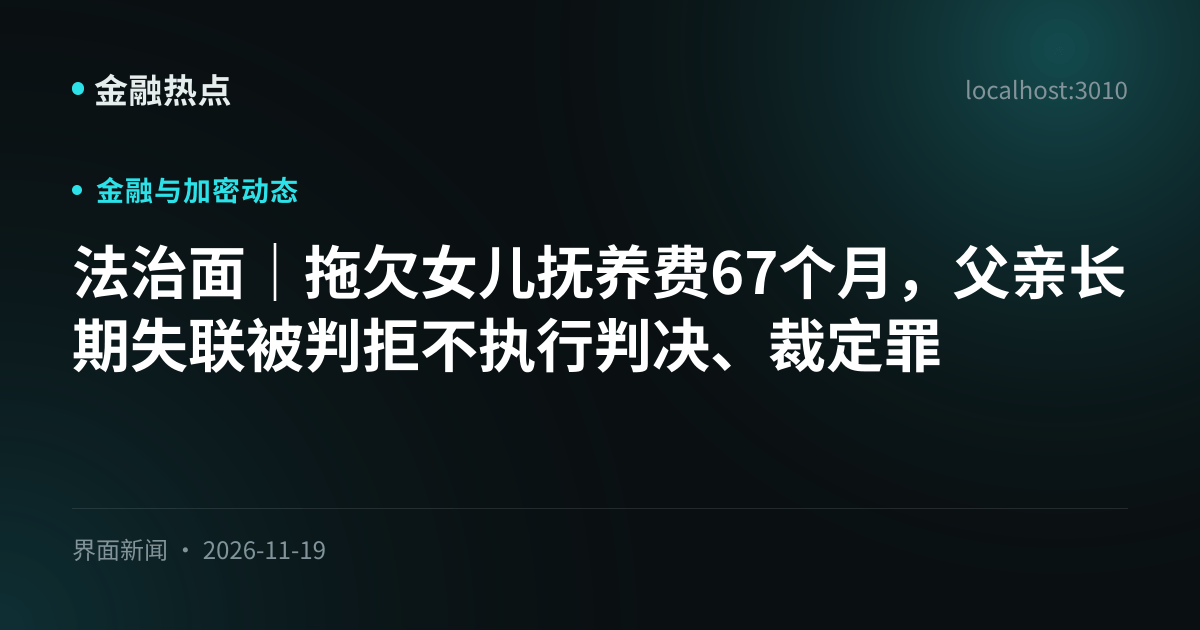 金融热点
localhost:3010
金融与加密动态
法治面｜拖欠女儿抚养费67个月，父亲长
期失联被判拒不执行判决、裁定罪
界面新闻 • 2026-11-19